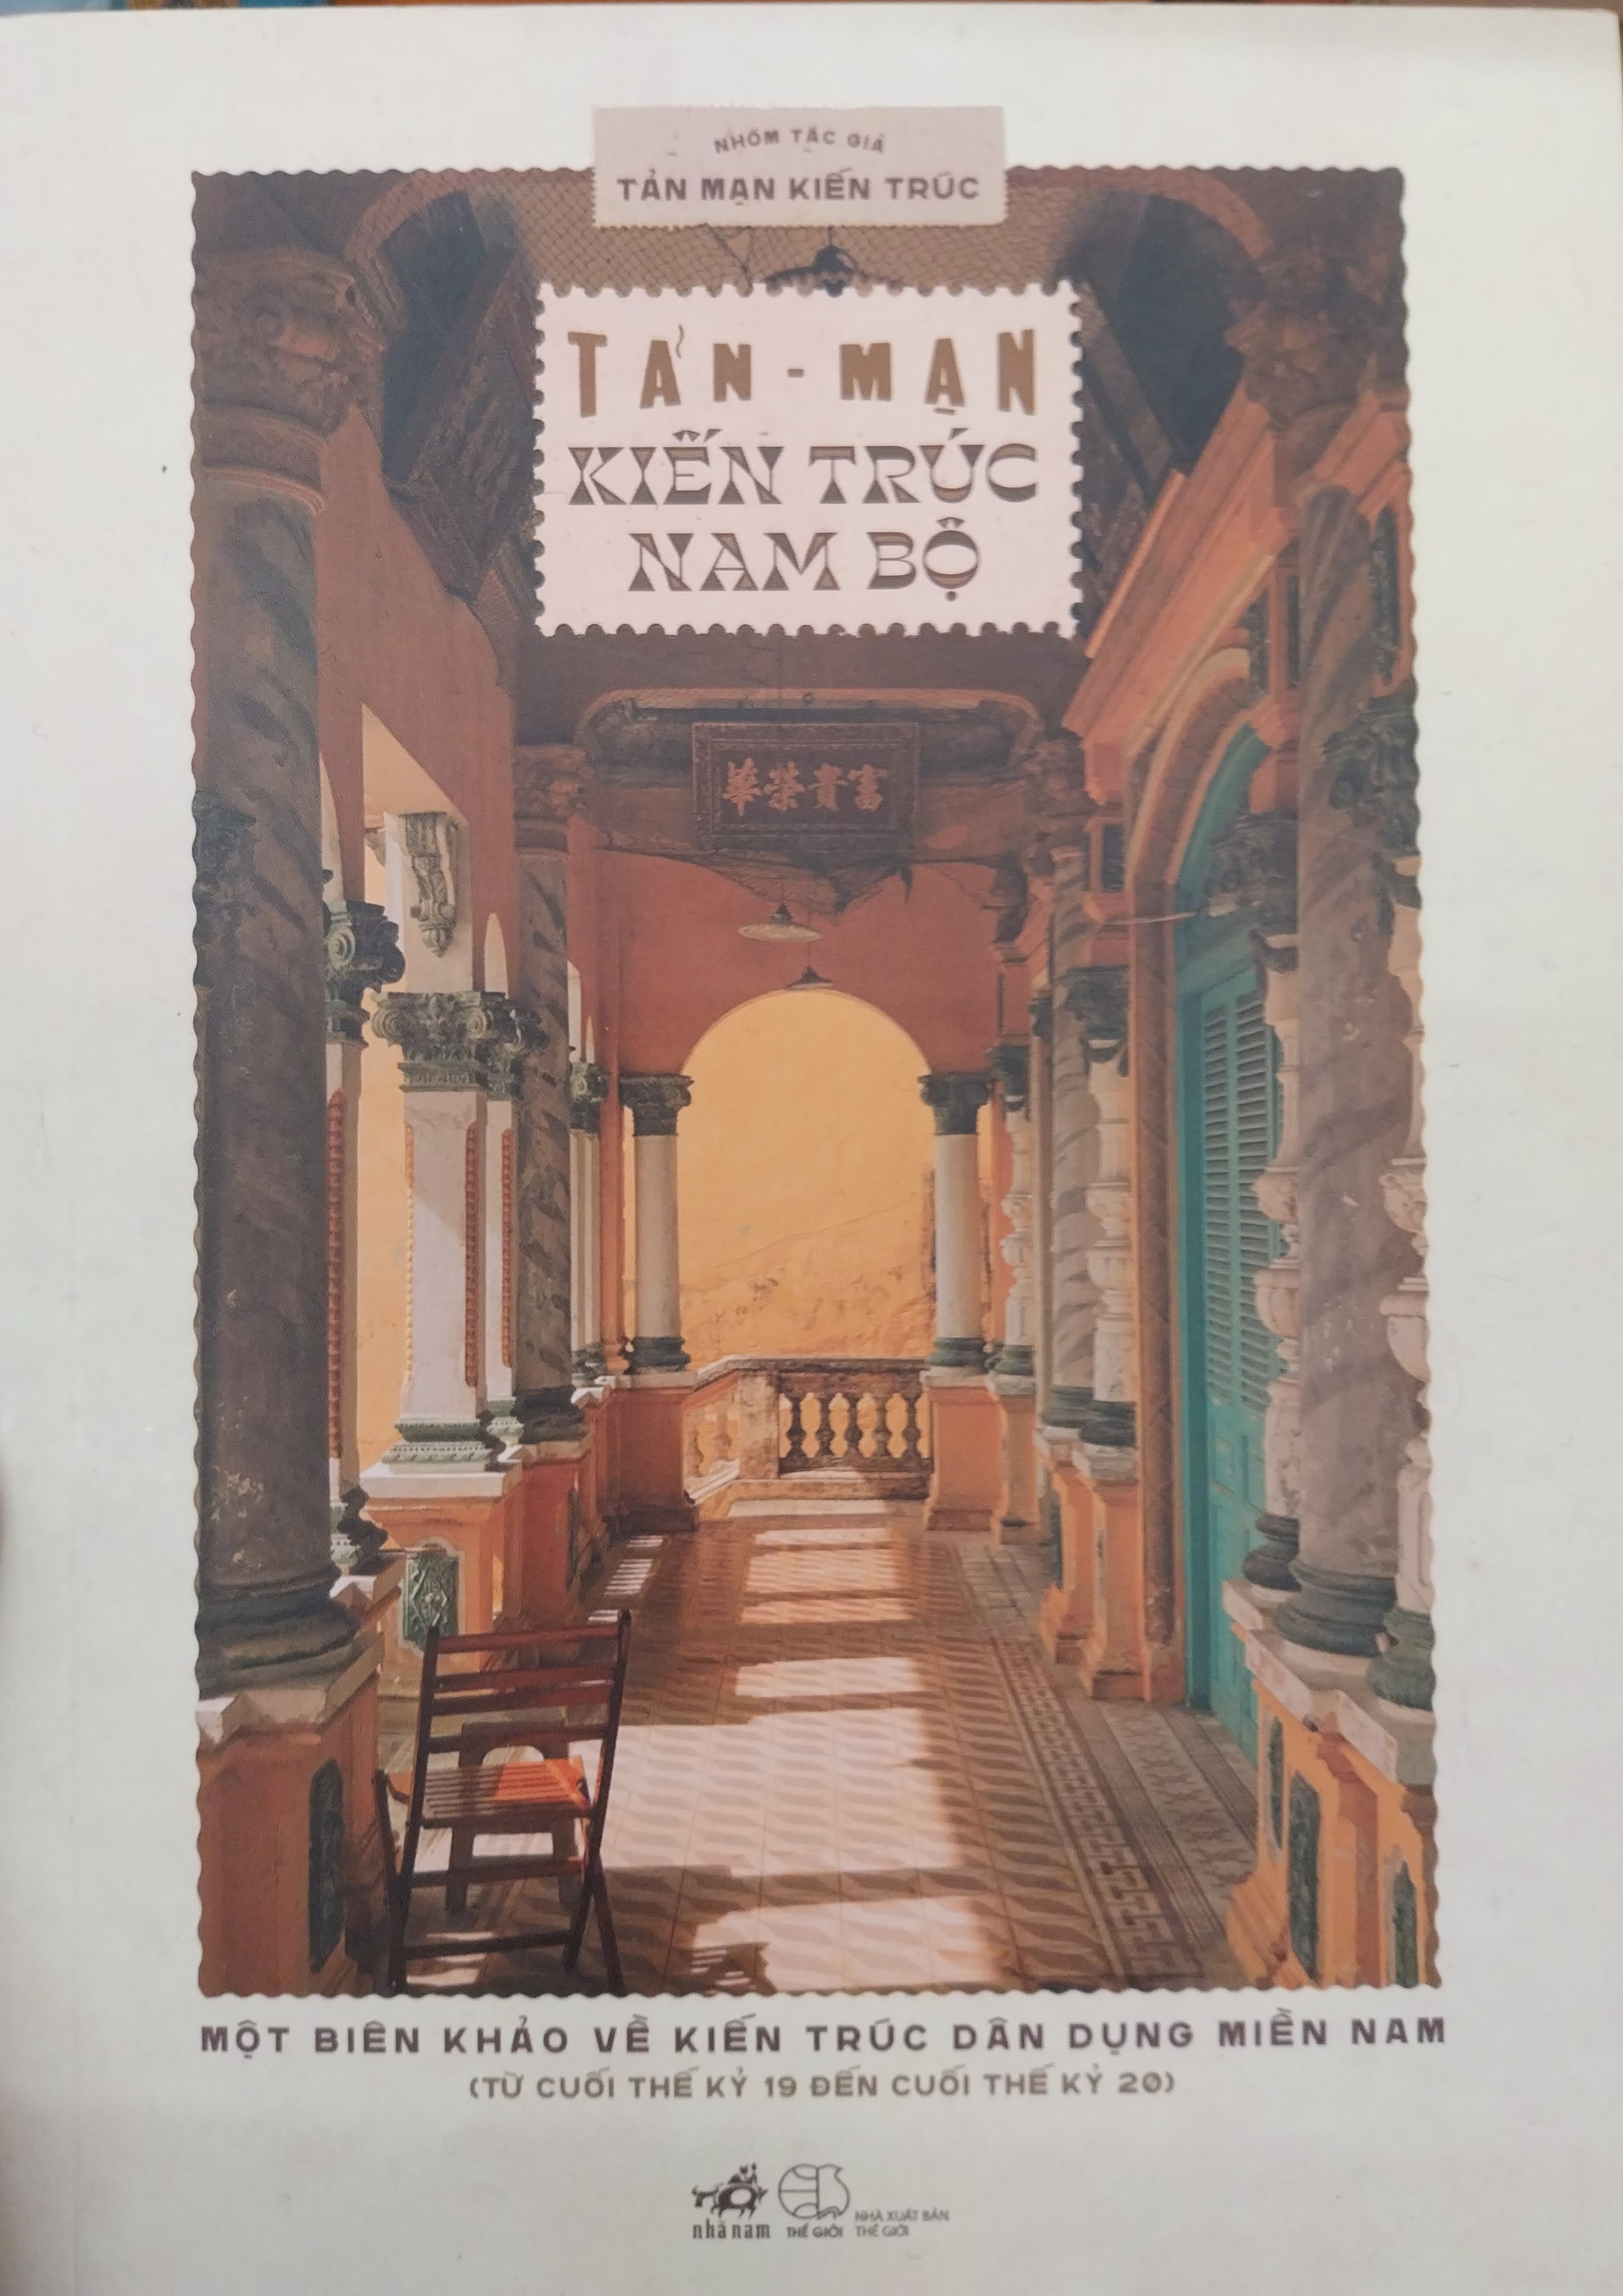 NHÓM TÁC GIẢ
TẢN MẠN KIẾN TRÚC
TẢN - MẠN
KIẾN TRÚC
NAM BỘ
華榮貴富
MỘT BIÊN KHẢO VỀ KIẾN TRÚC DÂN DỤNG MIỀN NAM
(TỪ CUỐI THẾ KỶ 19 ĐẾN CUỐI THẾ KỶ 20)
nhã nam
THẾ GIỚI
NHÀ XUẤT BẢN
THẾ GIỚI